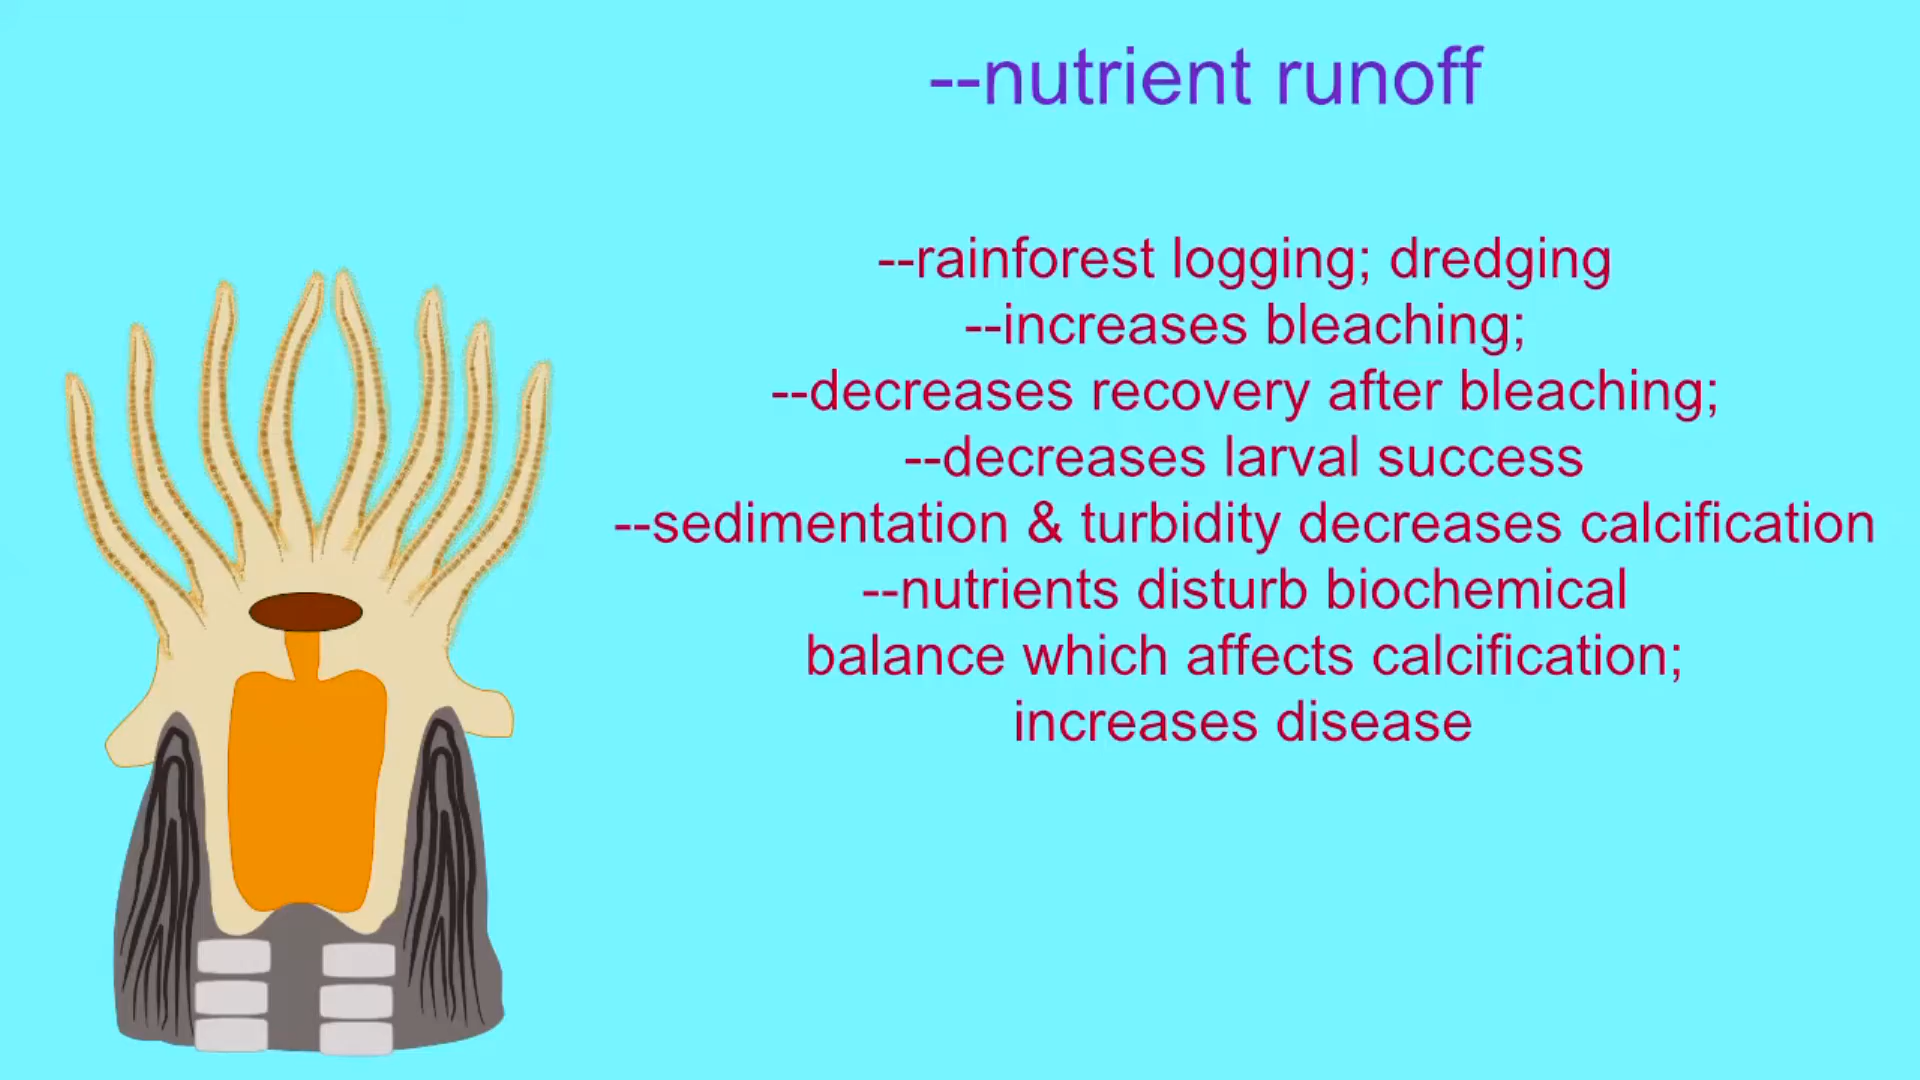 --nutrient runoff
--rainforest logging; dredging
--increases bleaching;
--decreases recovery after bleaching;
--decreases larval success
--sedimentation & turbidity decreases calcification
--nutrients disturb biochemical
balance which affects calcification;
increases disease